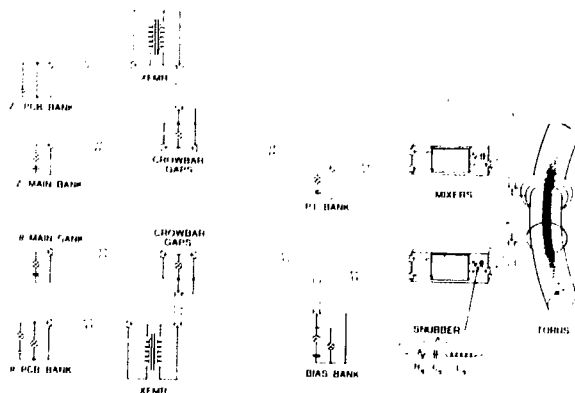 XFMR
Z PCB BANK
CROWBAR
GAPS
Z MAIN BANK
P.I. BANK
MIXERS
CROWBAR
GAPS
θ MAIN BANK
SNUBBER
TORUS
θ PCB BANK
BIAS BANK
XFMR